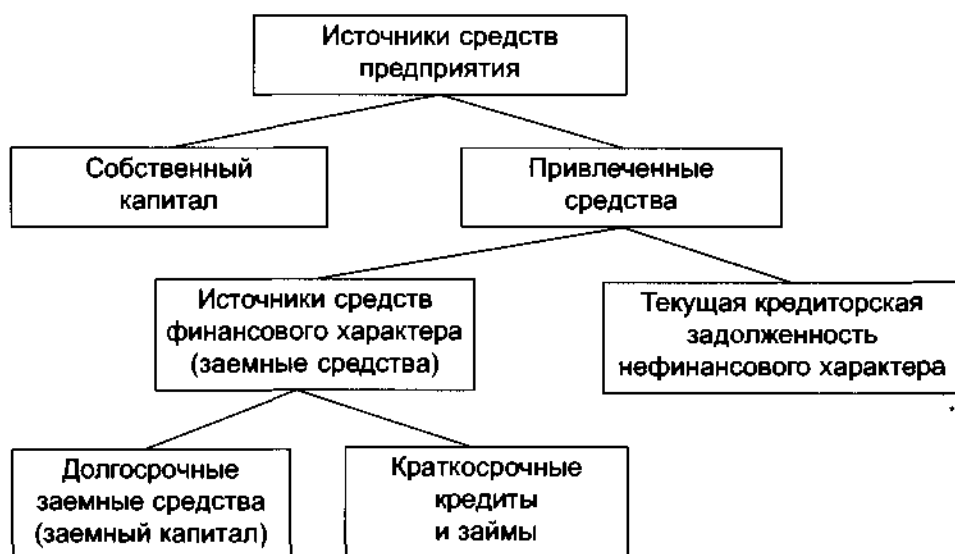 Источники средств
предприятия
Собственный
капитал
Привлеченные
средства
Источники средств
финансового характера
(заемные средства)
Текущая кредиторская
задолженность
нефинансового характера
Долгосрочные
заемные средства
(заемный капитал)
Краткосрочные
кредиты
и займы